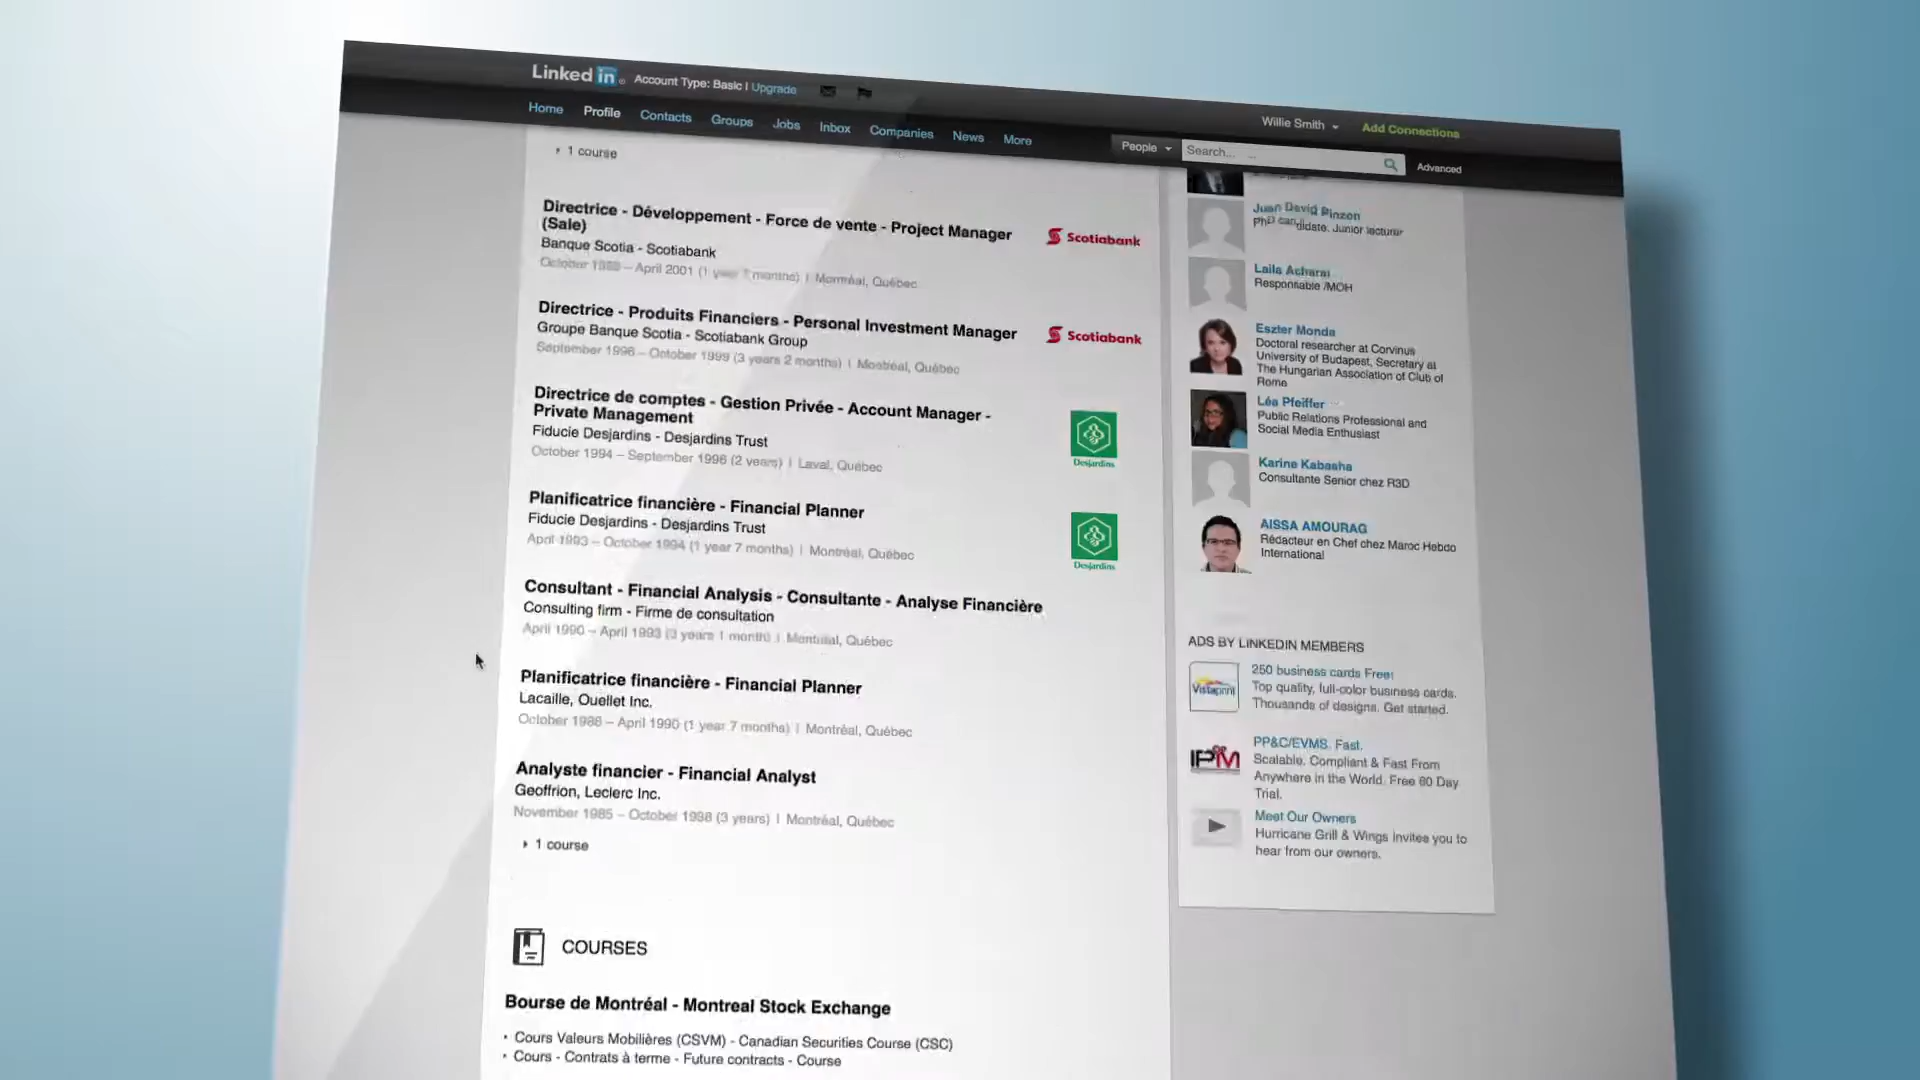 Linked in
Account Type: Basic | Upgrade
Willie Smith
Add Connections
Home Profile Contacts Groups Jobs Inbox Companies News More
People
Search...
Advanced
1 course
Directrice - Développement - Force de vente - Project Manager
(Sale)
Banque Scotia - Scotiabank
April 2001 (1 year months) | Montréal, Québec
Scotiabank
Directrice - Produits Financiers - Personal Investment Manager
Groupe Banque Scotia - Scotiabank Group
September 1996 – October 1999 (3 years 2 months) | Montréal, Québec
Scotiabank
Directrice de comptes - Gestion Privée - Account Manager -
Private Management
Fiducie Desjardins - Desjardins Trust
October 1994 – September 1996 (2 years) | Laval, Québec
Desjardins
Planificatrice financière - Financial Planner
Fiducie Desjardins - Desjardins Trust
April 1993 – October 1994 (1 year 7 months) | Montréal, Québec
Desjardins
Consultant - Financial Analysis - Consultante - Analyse Financière
Consulting firm - Firme de consultation
April 1990 – April 1993 (3 years 1 month) | Montréal, Québec
Planificatrice financière - Financial Planner
Lacaille, Ouellet Inc.
October 1988 – April 1990 (1 year 7 months) | Montréal, Québec
Analyste financier - Financial Analyst
Geoffrion, Leclerc Inc.
November 1985 – October 1988 (3 years) | Montréal, Québec
1 course
COURSES
Bourse de Montréal - Montreal Stock Exchange
• Cours Valeurs Mobilières (CSVM) - Canadian Securities Course (CSC)
• Cours - Contrats à terme - Future contracts - Course
Juan David Pinzon
PhD candidate. Junior lecturer
Laila Acharai
Responsable /MOH
Eszter Monda
Doctoral researcher at Corvinus
University of Budapest, Secretary at
The Hungarian Association of Club of
Rome
Léa Pfeiffer
Public Relations Professional and
Social Media Enthusiast
Karine Kabasha
Consultante Senior chez R3D
AISSA AMOURAG
Rédacteur en Chef chez Maroc Hebdo
International
ADS BY LINKEDIN MEMBERS
Vistaprint
250 business cards Free!
Top quality, full-color business cards.
Thousands of designs. Get started.
IPM
PP&C/EVMS. Fast.
Scalable. Compliant & Fast From
Anywhere in the World. Free 60 Day
Trial.
Meet Our Owners
Hurricane Grill & Wings invites you to
hear from our owners.